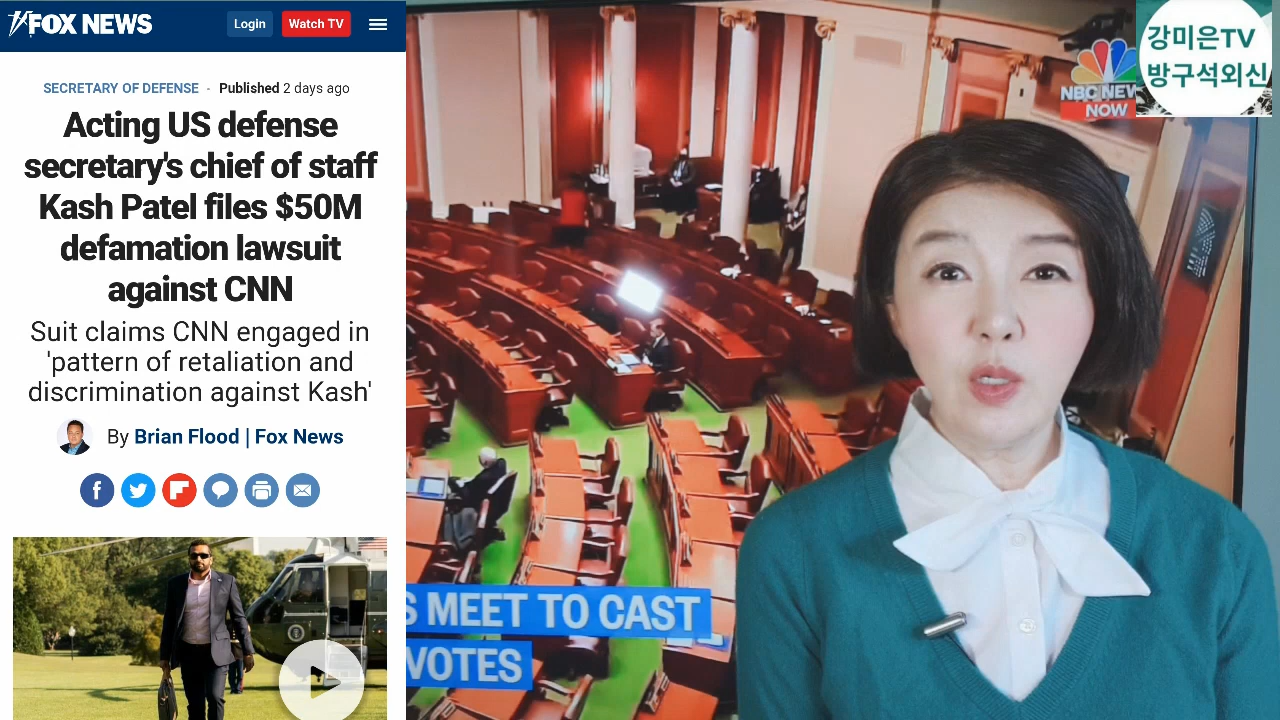 FOX NEWS
Login
Watch TV
SECRETARY OF DEFENSE - Published 2 days ago
Acting US defense
secretary's chief of staff
Kash Patel files $50M
defamation lawsuit
against CNN
Suit claims CNN engaged in
'pattern of retaliation and
discrimination against Kash'
By Brian Flood | Fox News
강미은TV
방구석외신
NBC NEW
NOW
S MEET TO CAST
VOTES